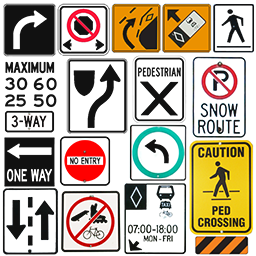 MAXIMUM
30 60
25 50
3-WAY
PEDESTRIAN
X
P
SNOW
ROUTE
ONE WAY
NO ENTRY
CAUTION
PED
CROSSING
07:00-18:00
MON-FRI